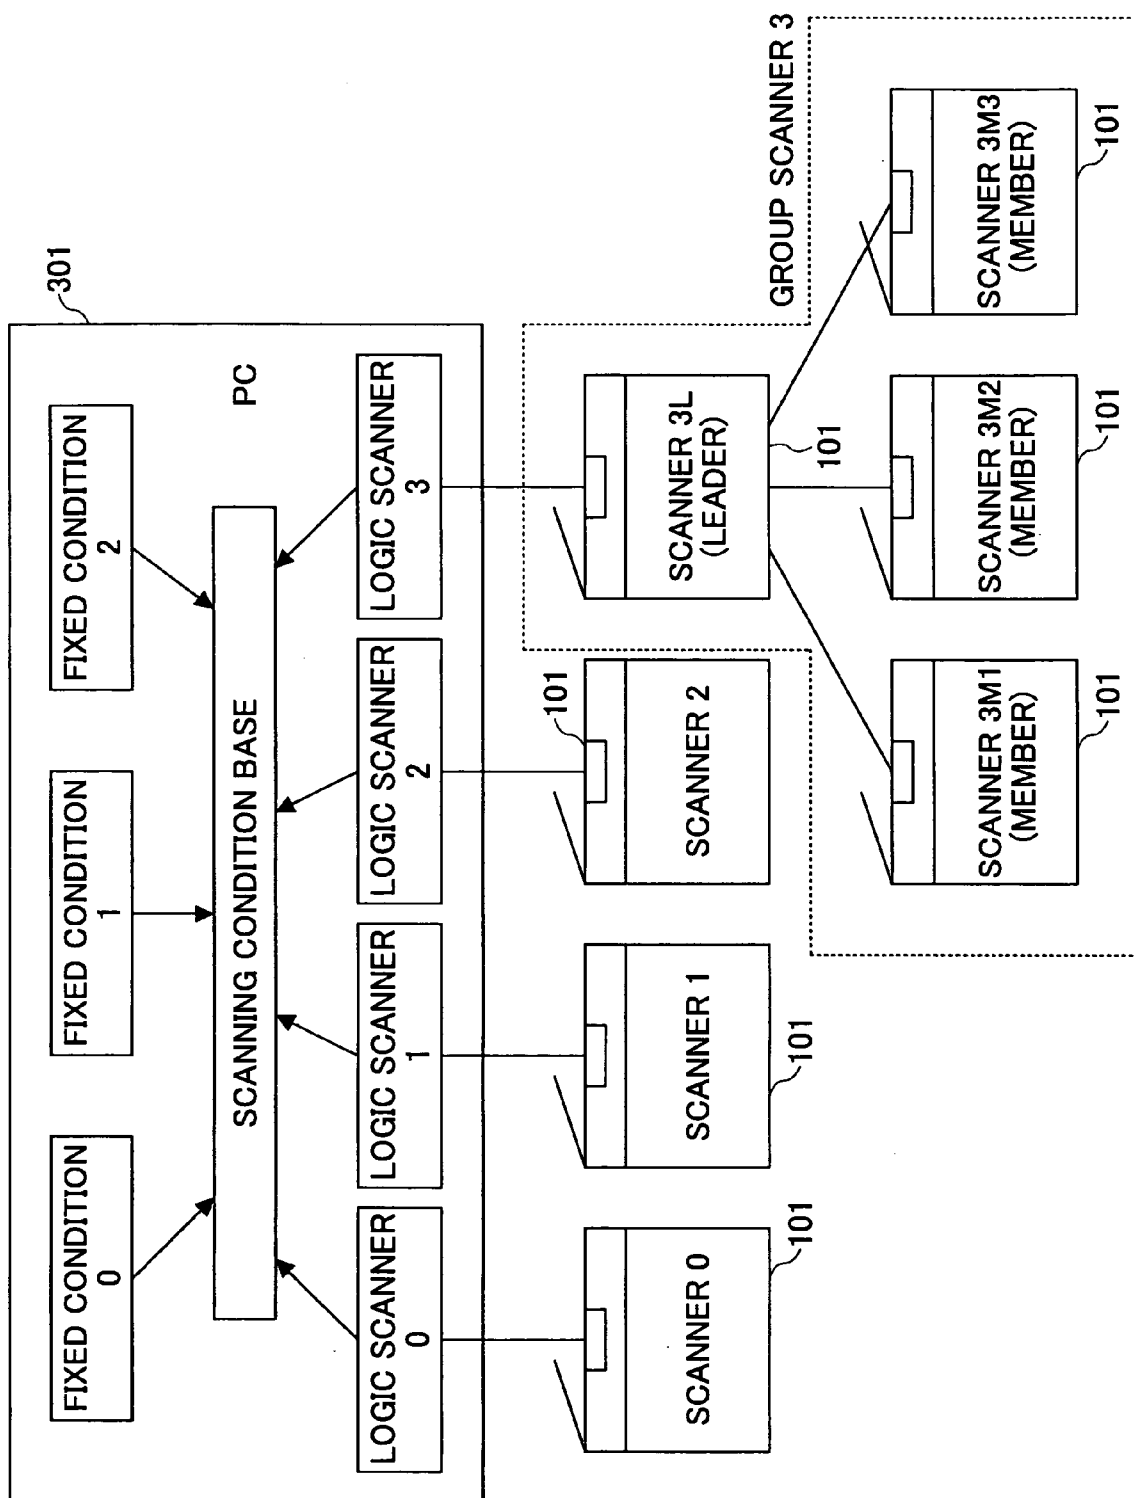 301
FIXED CONDITION
0
FIXED CONDITION
1
FIXED CONDITION
2
PC
SCANNING CONDITION BASE
LOGIC SCANNER
0
LOGIC SCANNER
1
LOGIC SCANNER
2
LOGIC SCANNER
3
101
SCANNER 0
101
SCANNER 1
101
SCANNER 2
SCANNER 3L
(LEADER)
101
GROUP SCANNER 3
SCANNER 3M1
(MEMBER)
101
SCANNER 3M2
(MEMBER)
101
SCANNER 3M3
(MEMBER)
101